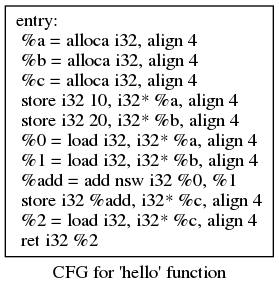 entry:
%a = alloca i32, align 4
%b = alloca i32, align 4
%c = alloca i32, align 4
store i32 10, i32* %a, align 4
store i32 20, i32* %b, align 4
%0 = load i32, i32* %a, align 4
%1 = load i32, i32* %b, align 4
%add = add nsw i32 %0, %1
store i32 %add, i32* %c, align 4
%2 = load i32, i32* %c, align 4
ret i32 %2
CFG for 'hello' function